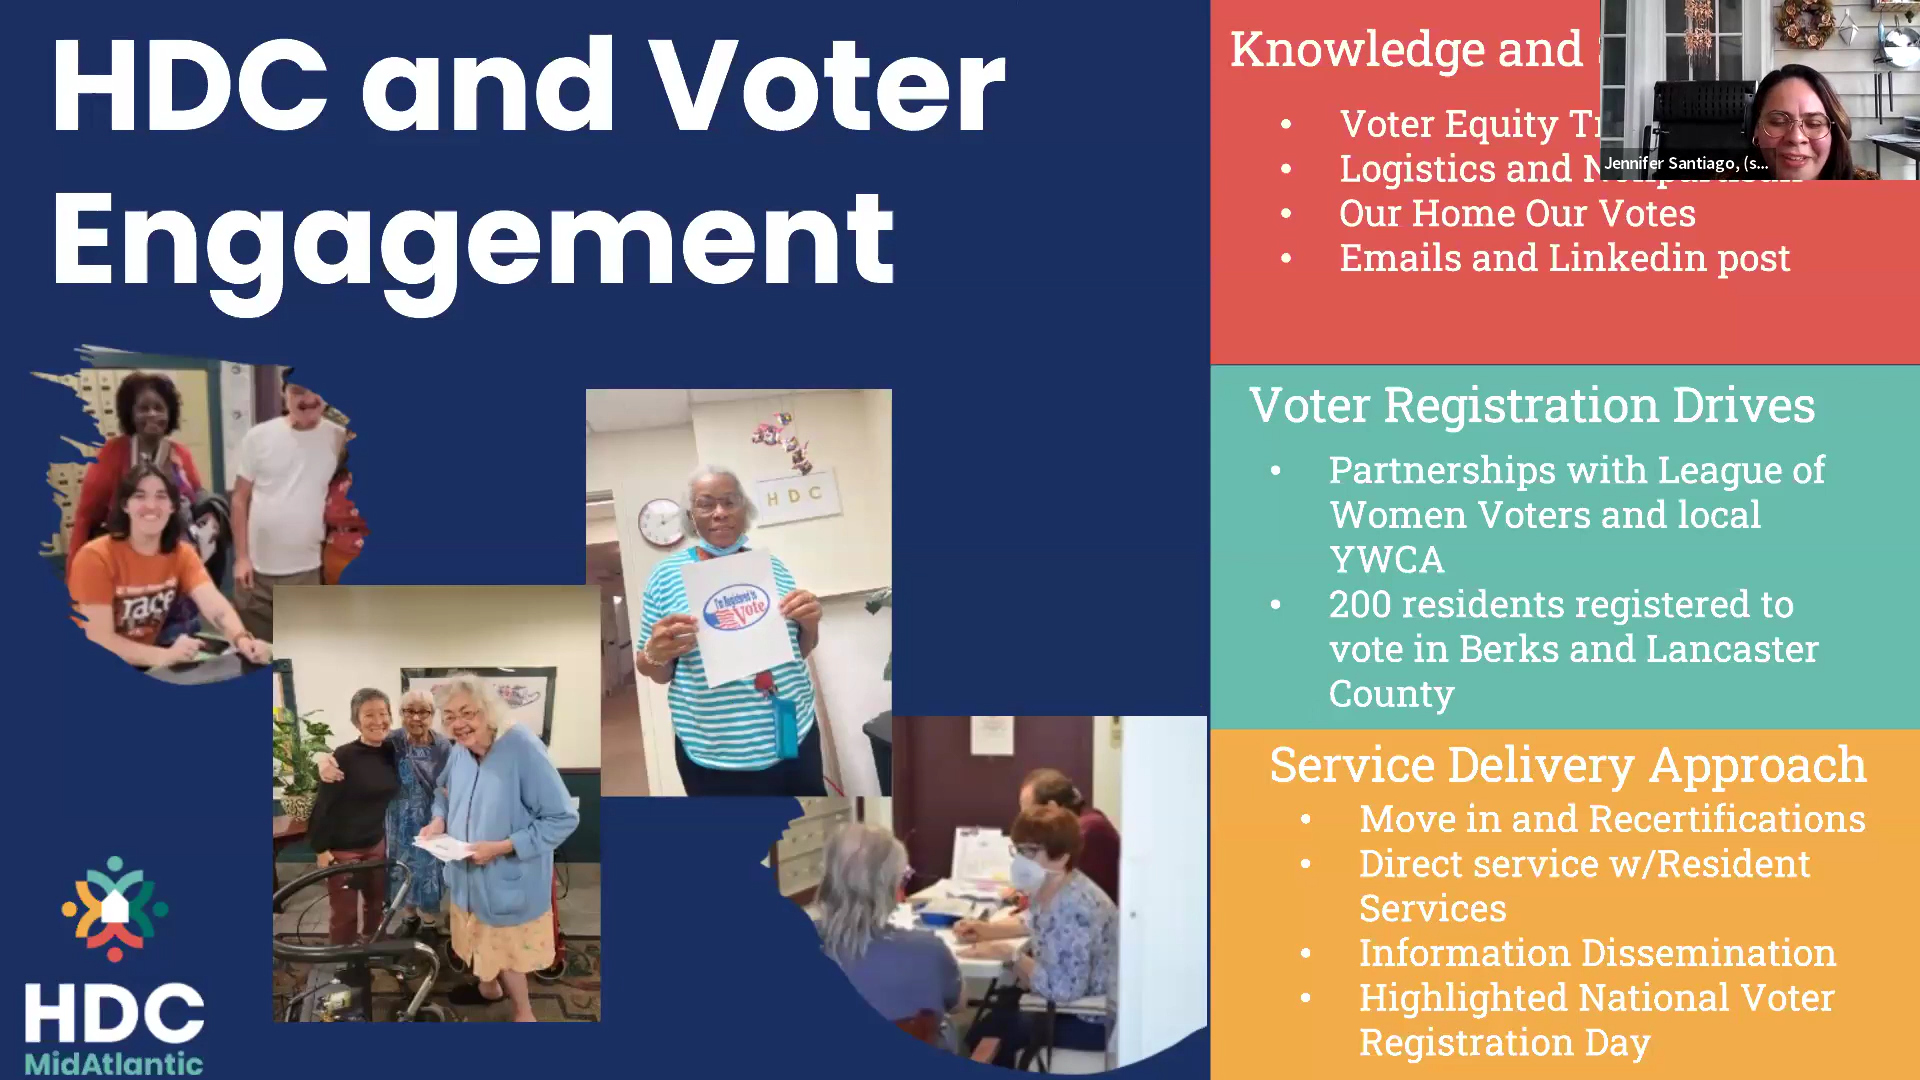 HDC and Voter
Engagement
Knowledge and
Voter Equity
Logistics and
Our Home Our Votes
Emails and Linkedin post
Jennifer Santiago, (s...
Voter Registration Drives
Partnerships with League of
Women Voters and local
YWCA
200 residents registered to
vote in Berks and Lancaster
County
Service Delivery Approach
Move in and Recertifications
Direct service w/Resident
Services
Information Dissemination
Highlighted National Voter
Registration Day
race
HDC
I'm Registered to
Vote
HDC
MidAtlantic